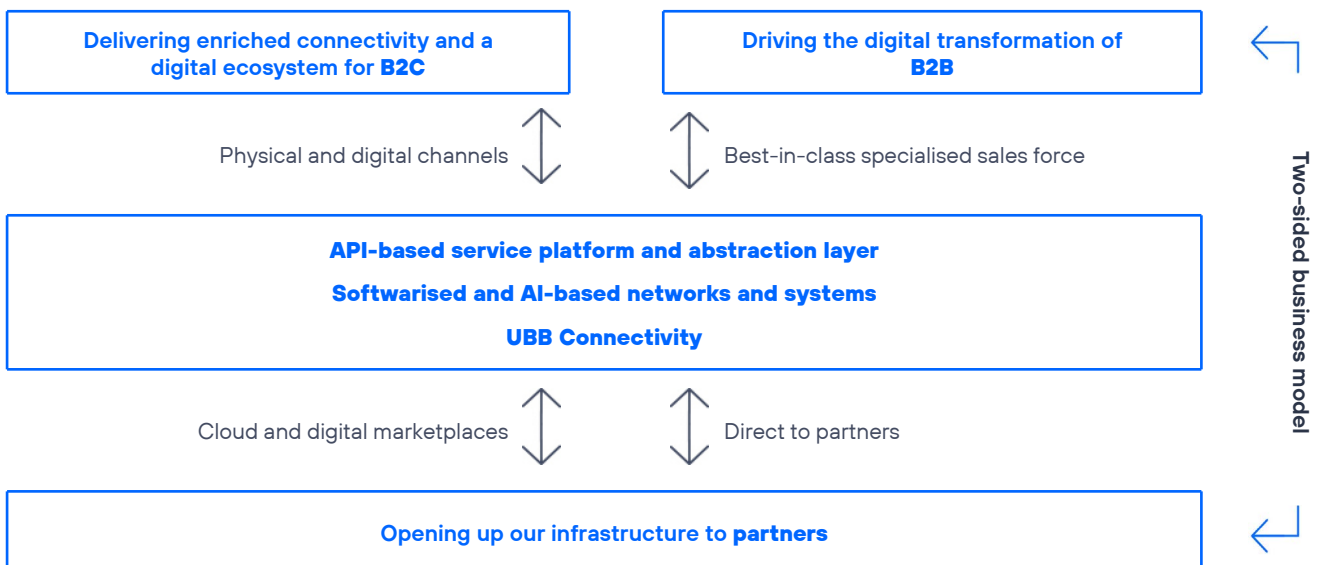 Delivering enriched connectivity and a
digital ecosystem for B2C
Driving the digital transformation of
B2B
Physical and digital channels
Best-in-class specialised sales force
API-based service platform and abstraction layer
Softwarised and AI-based networks and systems
UBB Connectivity
Cloud and digital marketplaces
Direct to partners
Opening up our infrastructure to partners
Two-sided business model